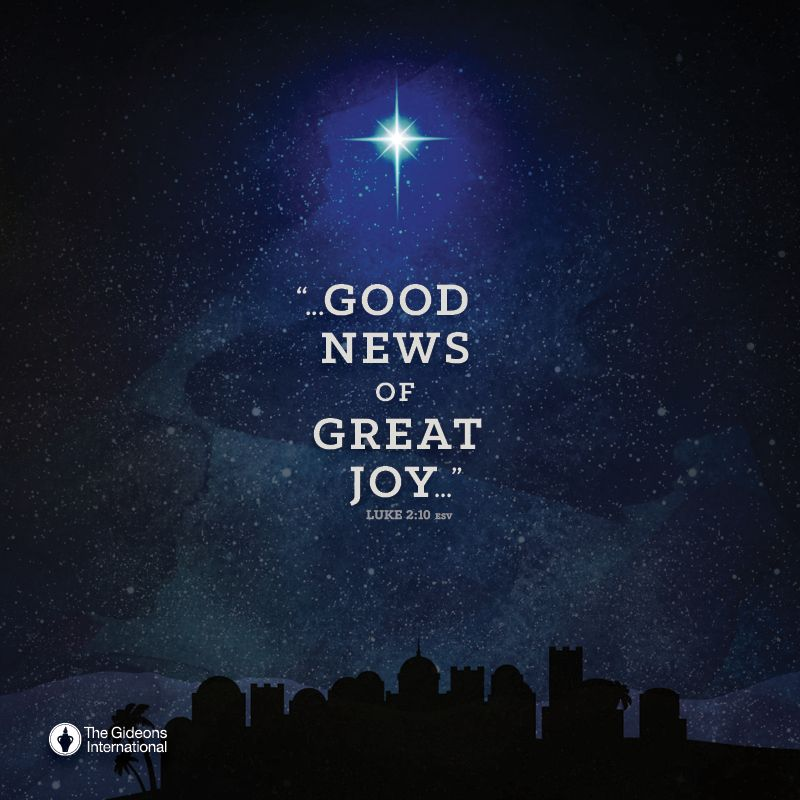 “...GOOD
NEWS
OF
GREAT
JOY...”
LUKE 2:10 ESV
The Gideons
International